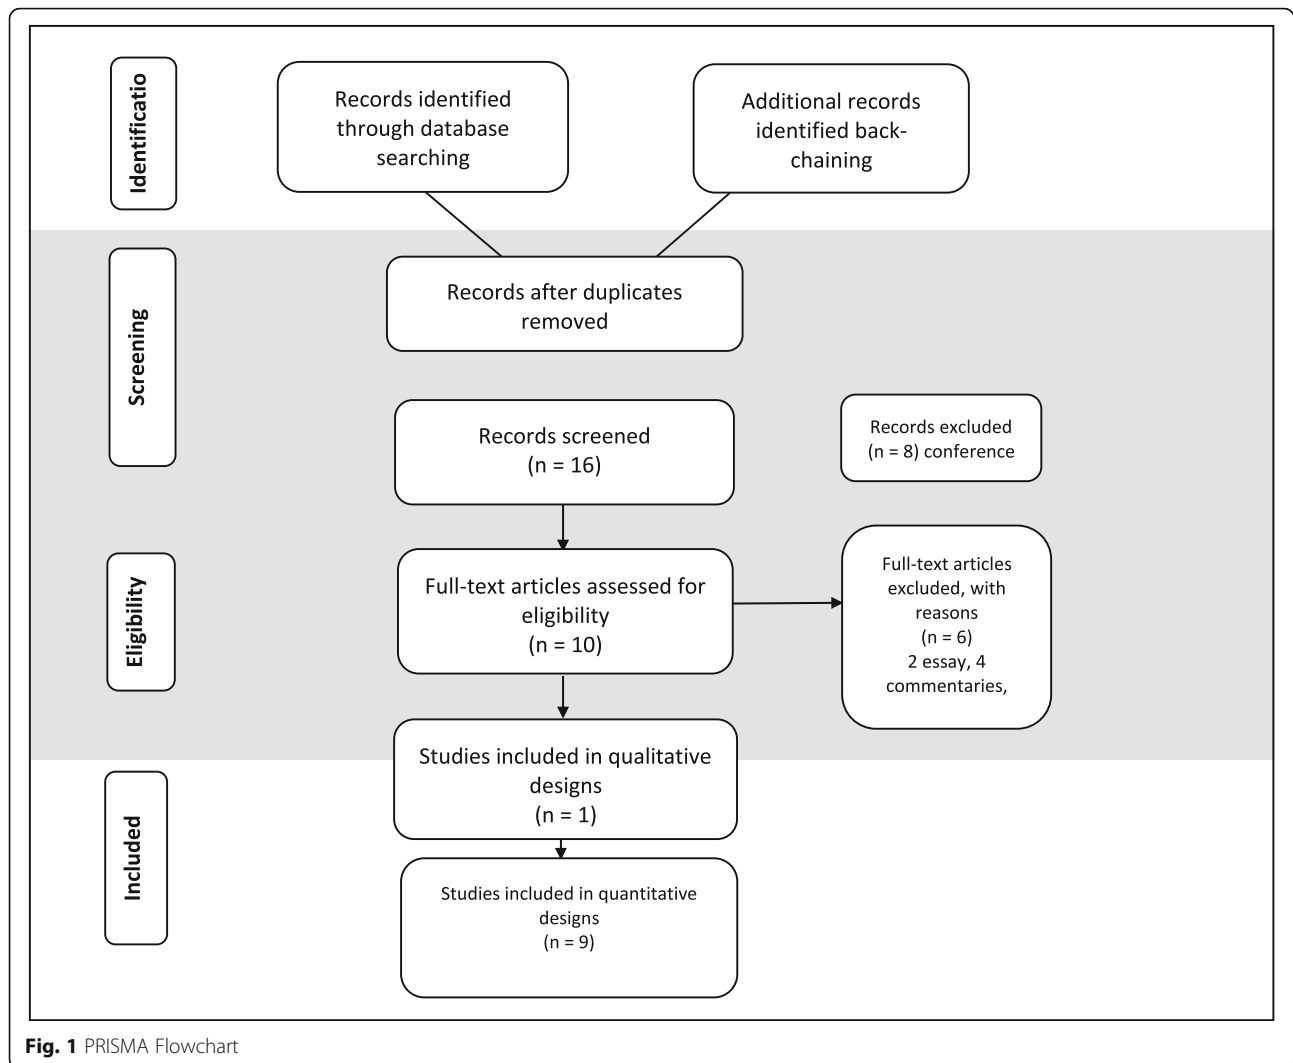 Identificatio
Records identified
through database
searching
Additional records
identified back-
chaining
Screening
Records after duplicates
removed
Records screened
(n = 16)
Records excluded
(n = 8) conference
Eligibility
Full-text articles assessed for
eligibility
(n = 10)
Full-text articles
excluded, with
reasons
(n = 6)
2 essay, 4
commentaries,
Included
Studies included in qualitative
designs
(n = 1)
Studies included in quantitative
designs
(n = 9)
Fig. 1 PRISMA Flowchart